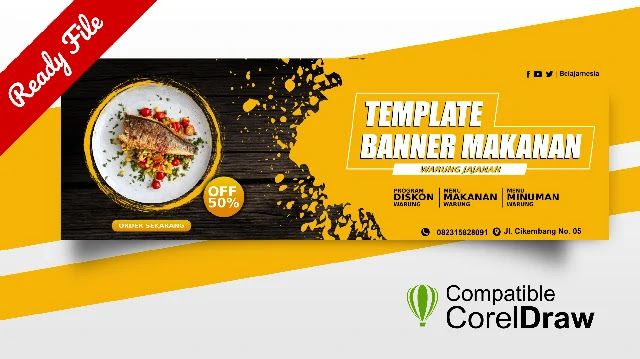 Ready File
| Belajarnesia
TEMPLATE
BANNER MAKANAN
WARUNG JAJANAN
OFF
50%
PROGRAM
DISKON
WARUNG
MENU
MAKANAN
WARUNG
MENU
MINUMAN
WARUNG
ORDER SEKARANG
082315828091
Jl. Cikembang No. 05
Compatible
CorelDraw